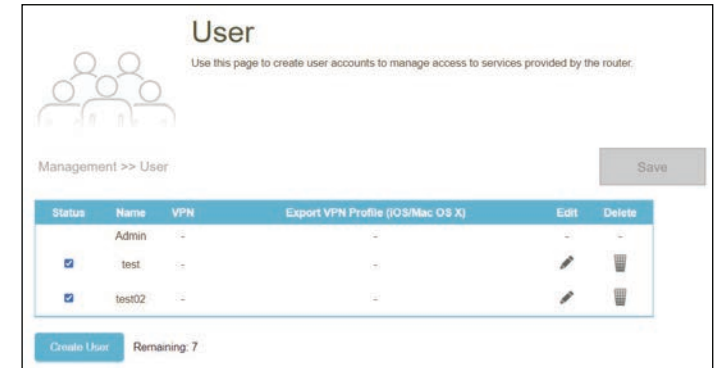 User
Use this page to create user accounts to manage access to services provided by the router.
Management >> User
Save
Status Name VPN Export VPN Profile (iOS/Mac OS X) Edit Delete
Admin - - - -
test - -
test02 - -
Create User Remaining: 7